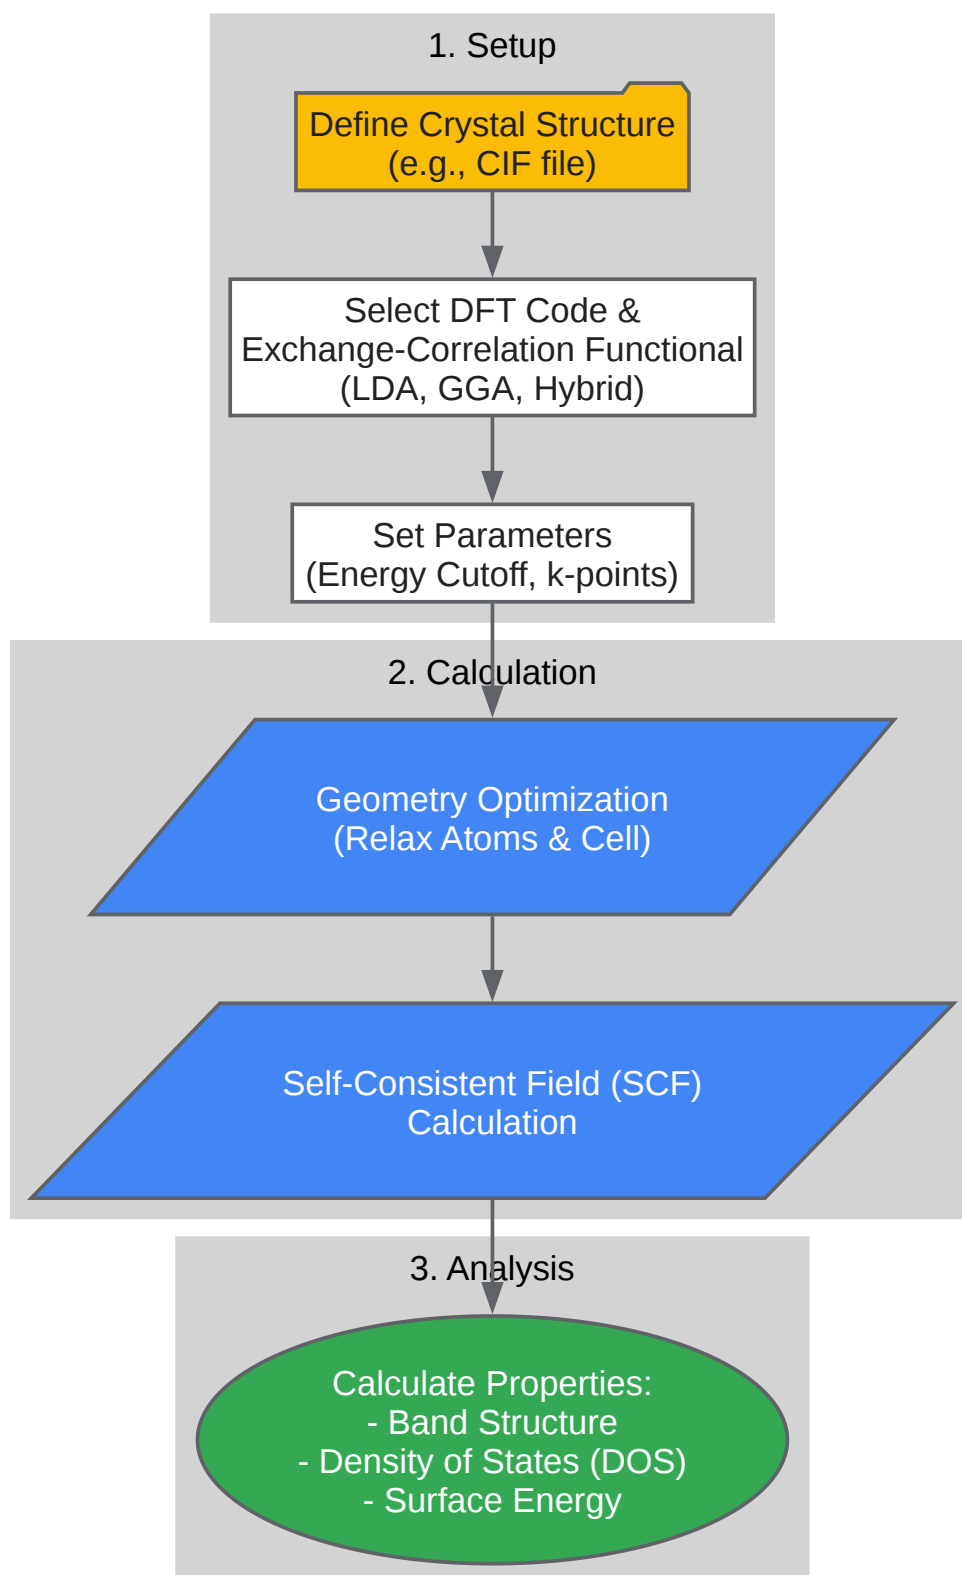 1. Setup
Define Crystal Structure
(e.g., CIF file)
Select DFT Code &
Exchange-Correlation Functional
(LDA, GGA, Hybrid)
Set Parameters
(Energy Cutoff, k-points)
2. Calculation
Geometry Optimization
(Relax Atoms & Cell)
Self-Consistent Field (SCF)
Calculation
3. Analysis
Calculate Properties:
- Band Structure
- Density of States (DOS)
- Surface Energy